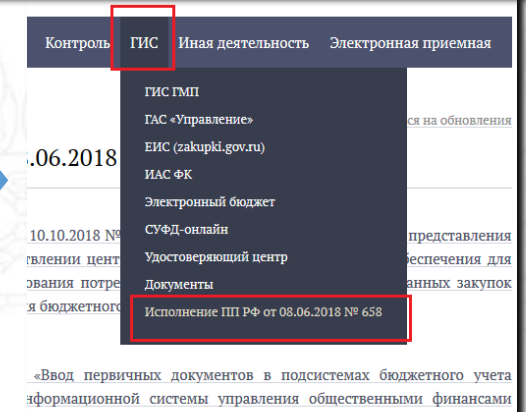 Контроль ГИС Иная деятельность Электронная приемная
ГИС ГМП
ГАС «Управление» ся на обновления
ЕИС (zakupki.gov.ru)
.06.2018
ИАС ФК
Электронный бюджет
СУФД-онлайн
10.10.2018 № представления
Удостоверяющий центр
твлении цент беспечения для
Документы
ования потре анных закупок
я бюджетного
Исполнение ПП РФ от 08.06.2018 № 658
«Ввод первичных документов в подсистемах бюджетного учета
нформационной системы управления общественными финансами